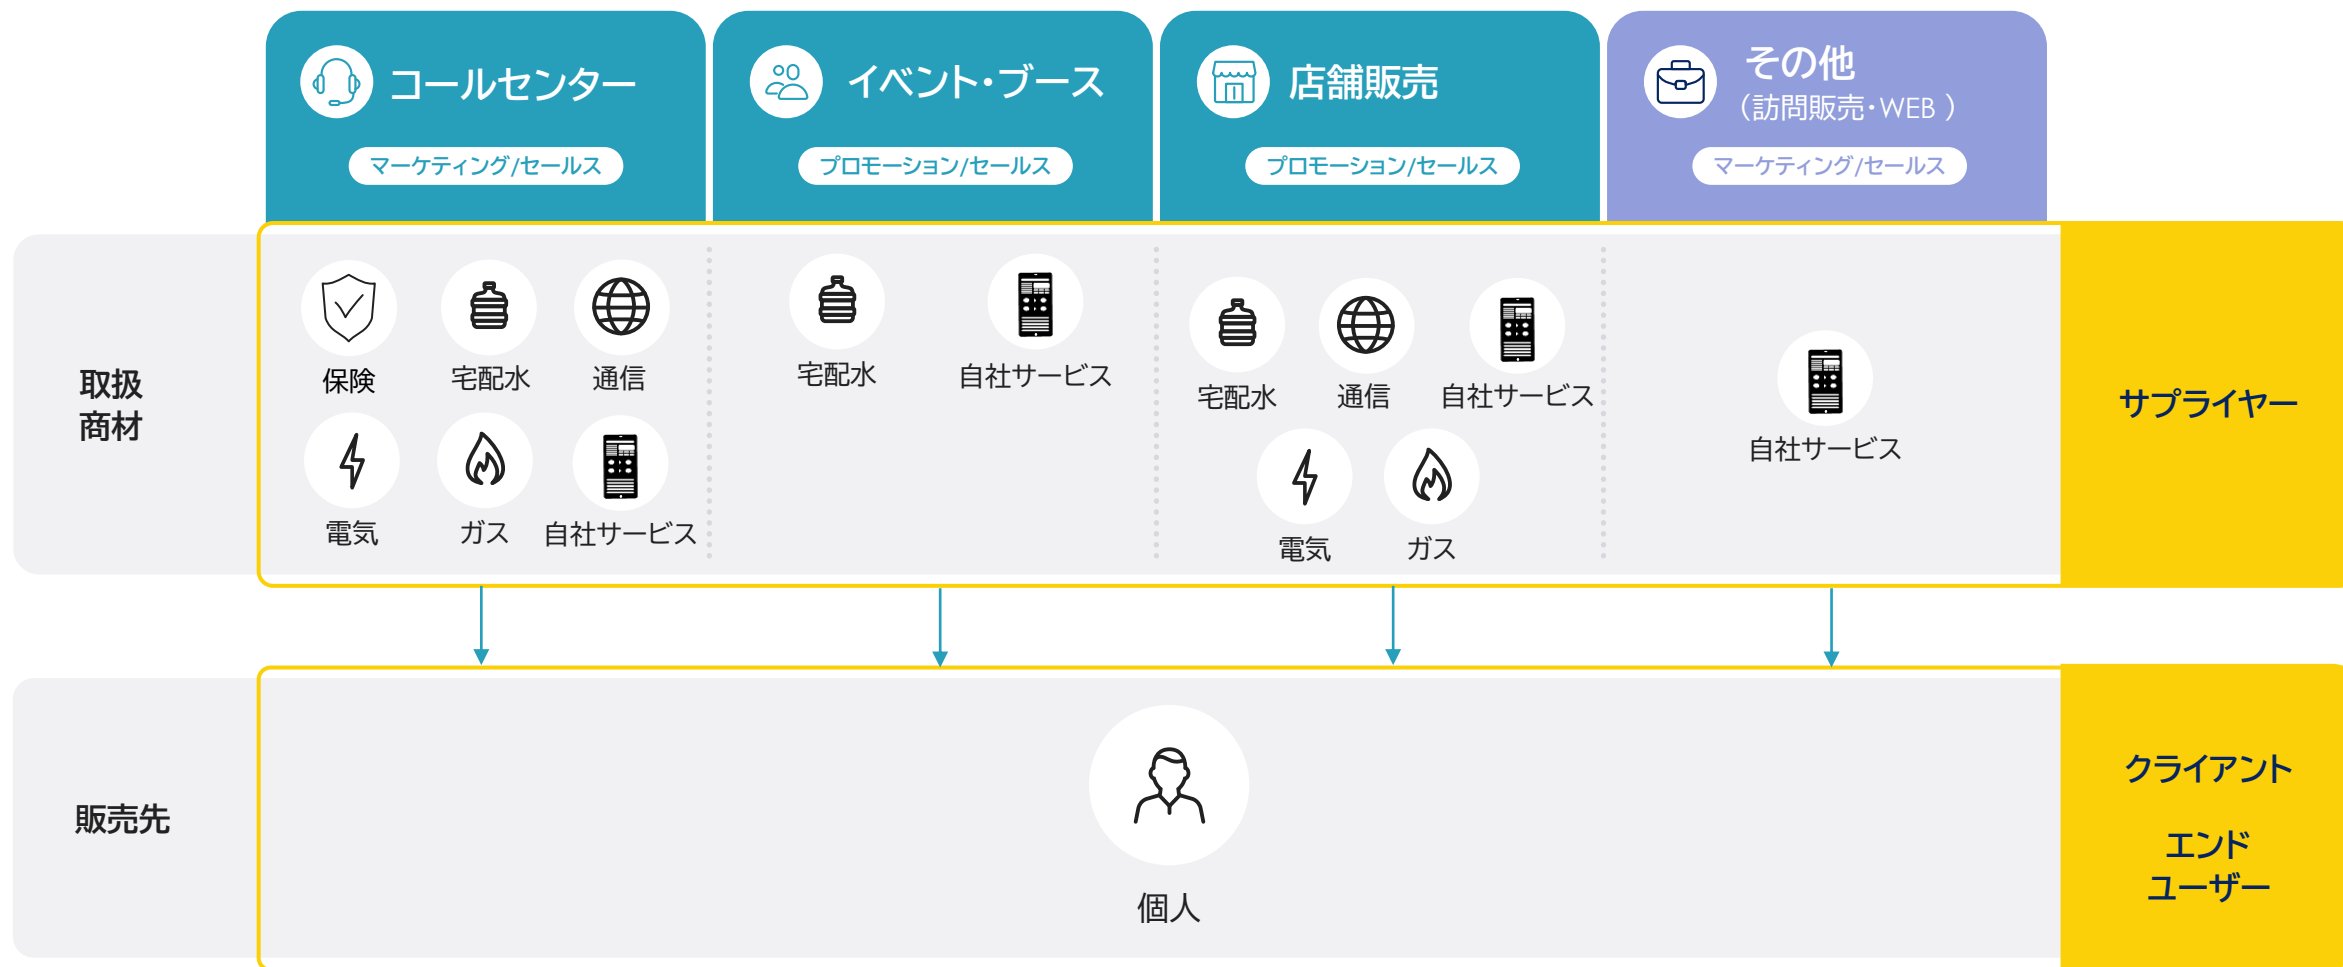 コールセンター
マーケティング/セールス
イベント・ブース
プロモーション/セールス
店舗販売
プロモーション/セールス
その他
（訪問販売・WEB ）
マーケティング/セールス
取扱
商材
保険
宅配水
通信
電気
ガス
自社サービス
宅配水
自社サービス
宅配水
通信
自社サービス
電気
ガス
自社サービス
サプライヤー
販売先
個人
クライアント
エンド
ユーザー